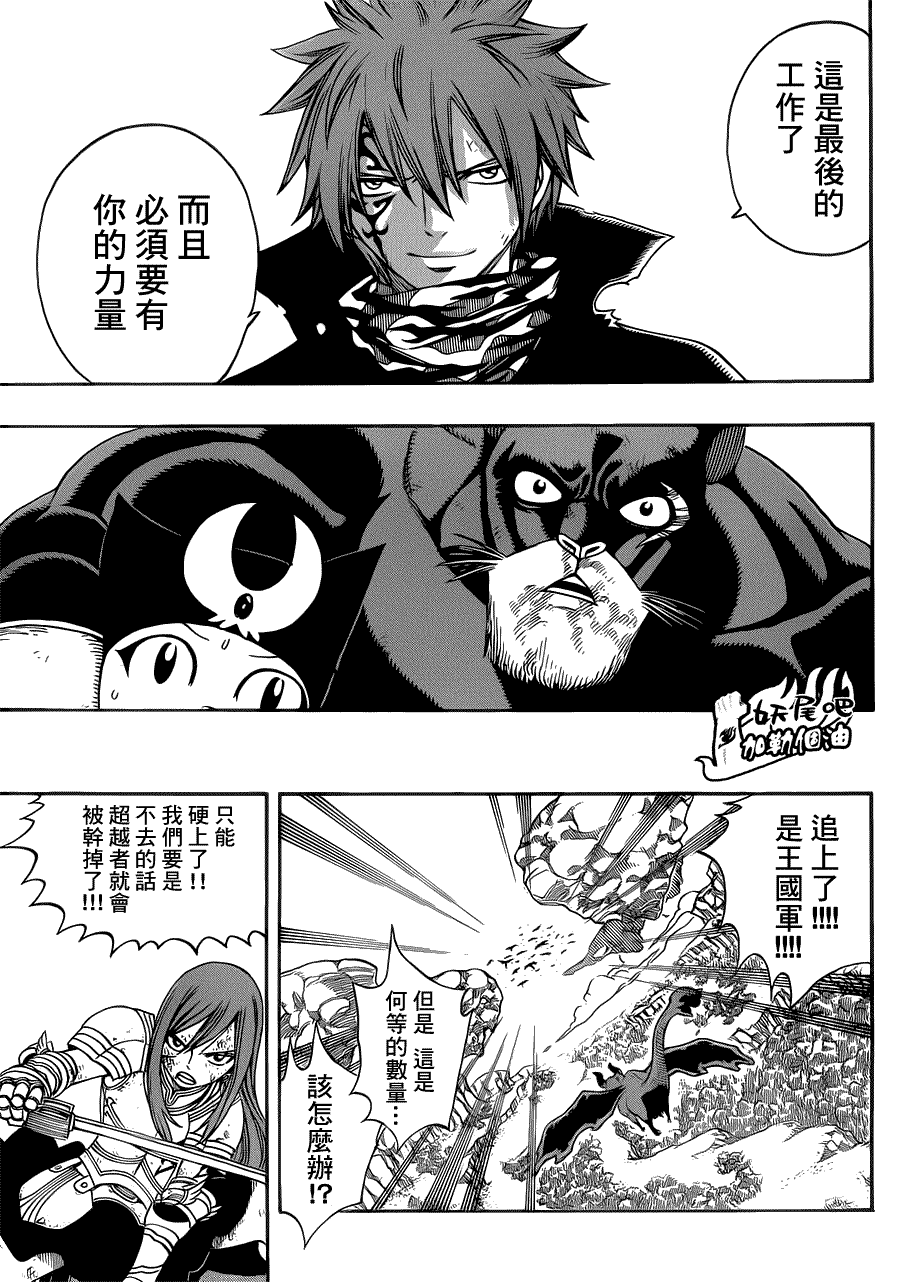 這是最後的
工作了
而且
必須要有
你的力量
妖尾吧
加勒個油
追上了!!!!
是王國軍!!!!
但是 這是
何等的數量…
該怎麼辦!?
只能
硬上了!!
我們要是
不去的話
超越者就會
被幹掉了!!!